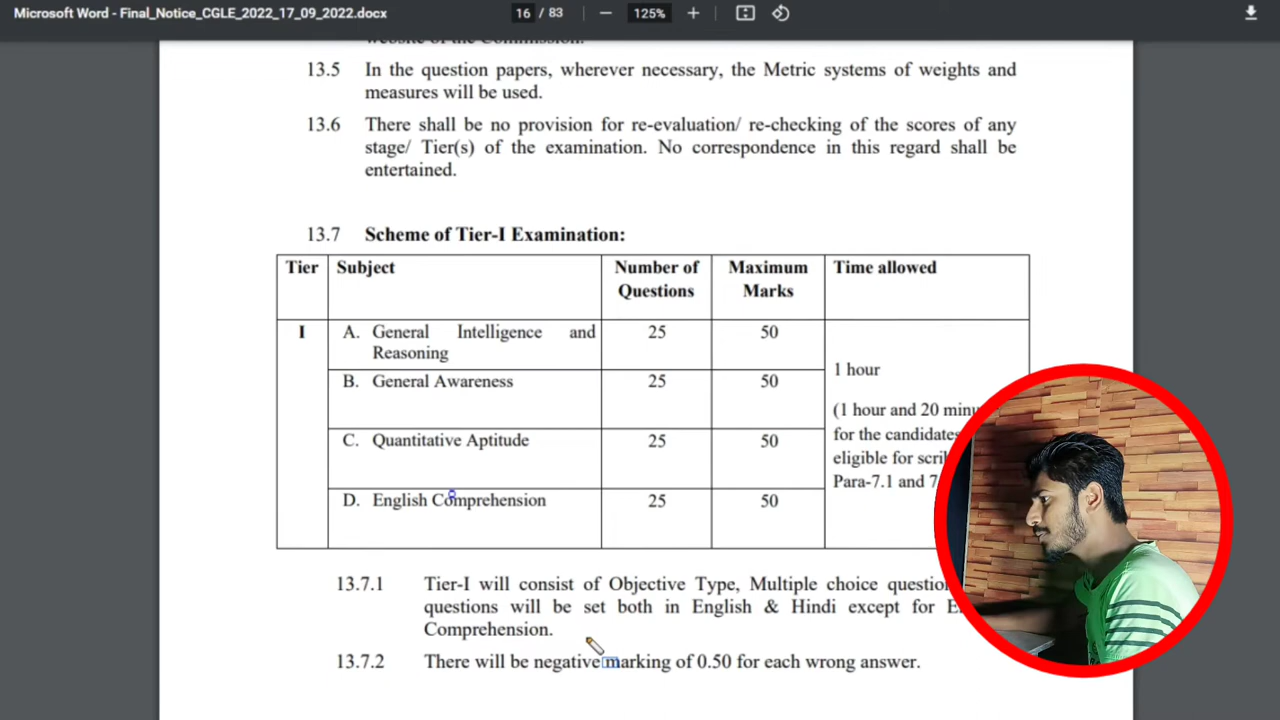 Microsoft Word - Final_Notice_CGLE_2022_17_09_2022.docx
16 / 83
125%
13.5 In the question papers, wherever necessary, the Metric systems of weights and
measures will be used.
13.6 There shall be no provision for re-evaluation/ re-checking of the scores of any
stage/ Tier(s) of the examination. No correspondence in this regard shall be
entertained.
13.7 Scheme of Tier-I Examination:
Tier Subject Number of Questions Maximum Marks Time allowed
I A. General Intelligence and Reasoning 25 50
B. General Awareness 25 50
C. Quantitative Aptitude 25 50
D. English Comprehension 25 50
1 hour
(1 hour and 20
for the candidates
eligible for
Para-7.1 and
13.7.1 Tier-I will consist of Objective Type, Multiple choice
questions will be set both in English & Hindi except for
Comprehension.
13.7.2 There will be negative marking of 0.50 for each wrong answer.